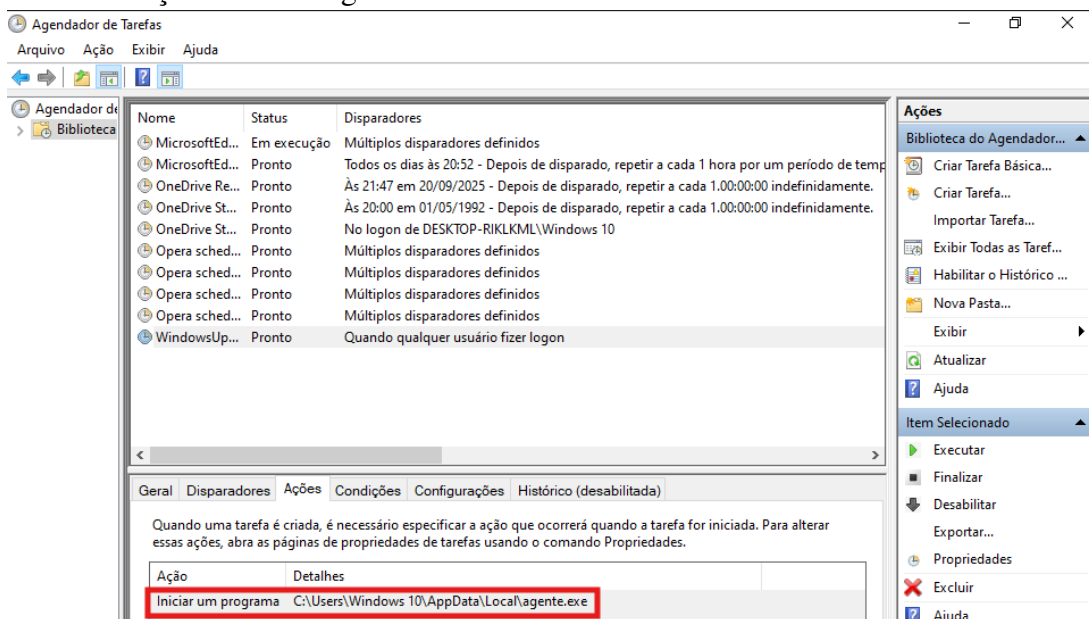 Agendador de Tarefas
Arquivo Ação Exibir Ajuda
Agendador de
Biblioteca
Nome Status Disparadores
MicrosoftEd... Em execução Múltiplos disparadores definidos
MicrosoftEd... Pronto Todos os dias às 20:52 - Depois de disparado, repetir a cada 1 hora por um período de temp
OneDrive Re... Pronto Às 21:47 em 20/09/2025 - Depois de disparado, repetir a cada 1.00:00:00 indefinidamente.
OneDrive St... Pronto Às 20:00 em 01/05/1992 - Depois de disparado, repetir a cada 1.00:00:00 indefinidamente.
OneDrive St... Pronto No logon de DESKTOP-RIKLKML\Windows 10
Opera sched... Pronto Múltiplos disparadores definidos
Opera sched... Pronto Múltiplos disparadores definidos
Opera sched... Pronto Múltiplos disparadores definidos
Opera sched... Pronto Múltiplos disparadores definidos
WindowsUp... Pronto Quando qualquer usuário fizer logon
Geral Disparadores Ações Condições Configurações Histórico (desabilitada)
Quando uma tarefa é criada, é necessário especificar a ação que ocorrerá quando a tarefa for iniciada. Para alterar
essas ações, abra as páginas de propriedades de tarefas usando o comando Propriedades.
Ação Detalhes
Iniciar um programa C:\Users\Windows 10\AppData\Local\agente.exe
Ações
Biblioteca do Agendador...
Criar Tarefa Básica...
Criar Tarefa...
Importar Tarefa...
Exibir Todas as Taref...
Habilitar o Histórico ...
Nova Pasta...
Exibir
Atualizar
Ajuda
Item Selecionado
Executar
Finalizar
Desabilitar
Exportar...
Propriedades
Excluir
Ajuda